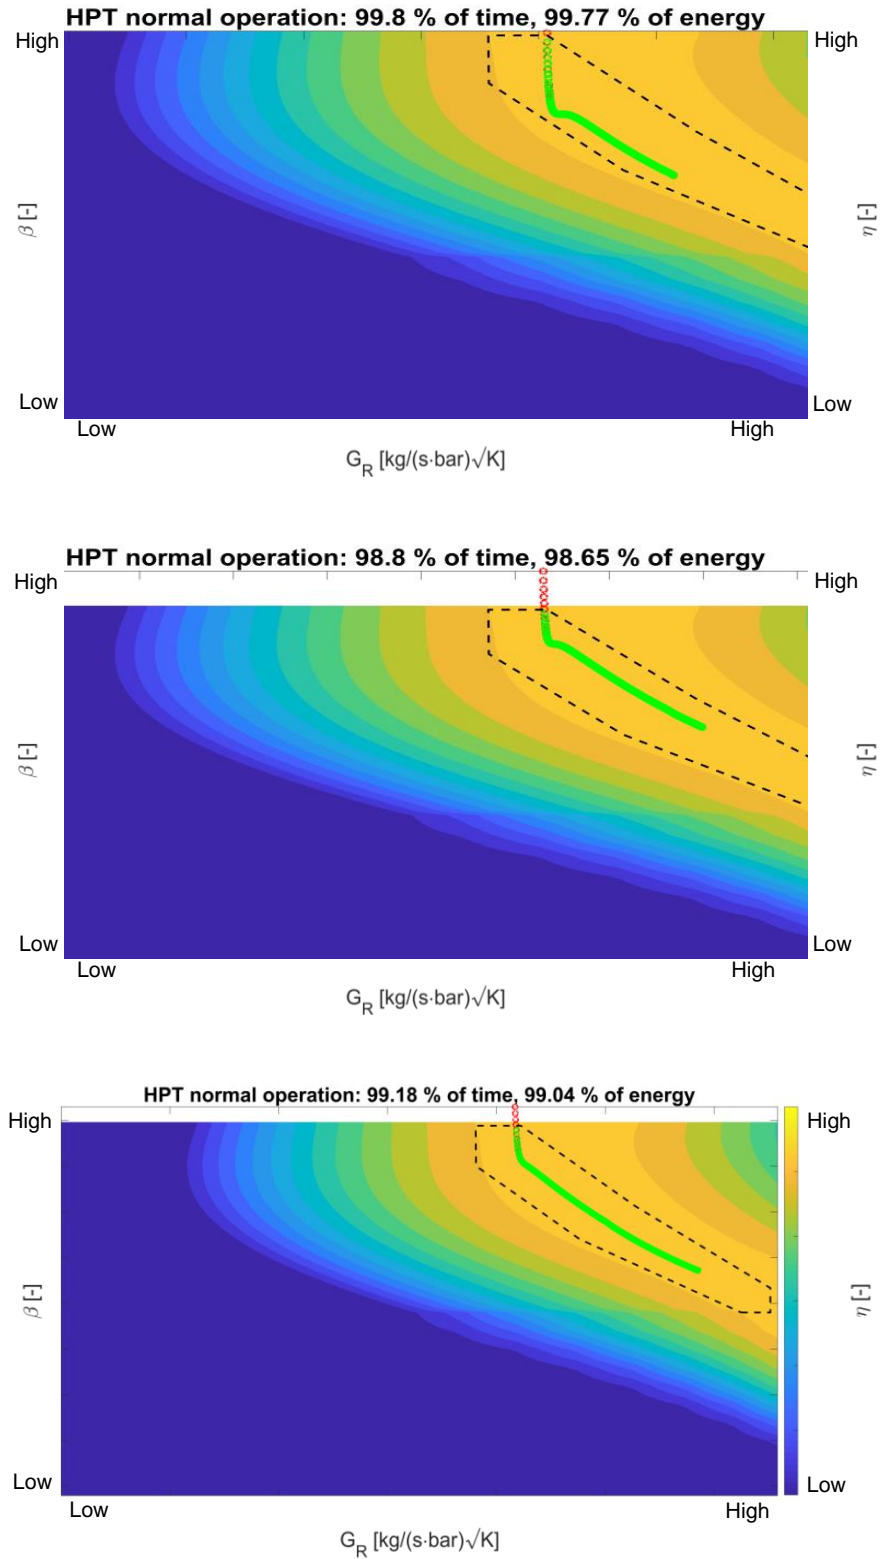 HPT normal operation: 99.8 % of time, 99.77 % of energy
High
High
β [-]
η [-]
Low
Low
Low
High
G_R [kg/(s·bar)√K]
HPT normal operation: 98.8 % of time, 98.65 % of energy
High
High
β [-]
η [-]
Low
Low
Low
High
G_R [kg/(s·bar)√K]
HPT normal operation: 99.18 % of time, 99.04 % of energy
High
High
β [-]
η [-]
Low
Low
Low
High
G_R [kg/(s·bar)√K]